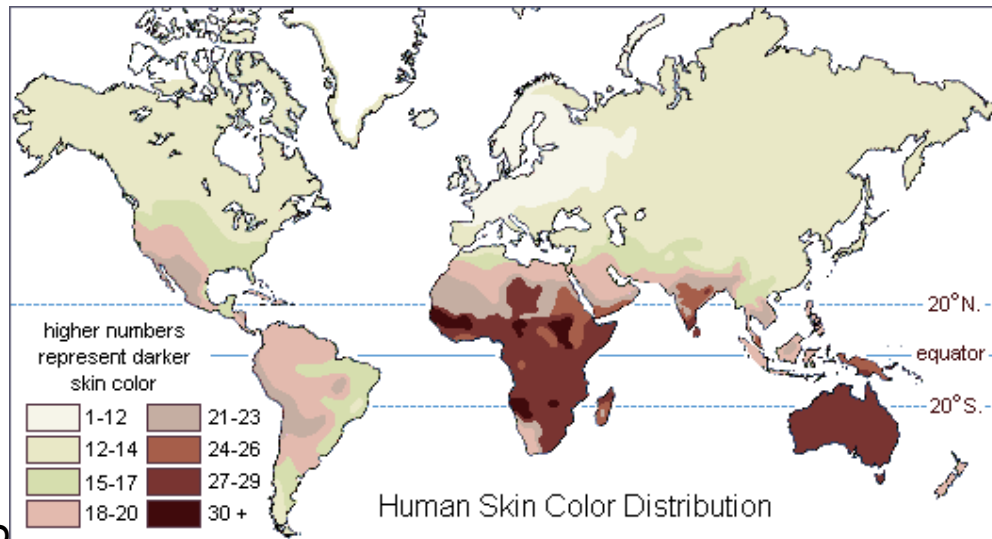 20°N.
higher numbers
represent darker
skin color
equator
1-12
21-23
20°S.
12-14
24-26
15-17
27-29
18-20
30 +
Human Skin Color Distribution